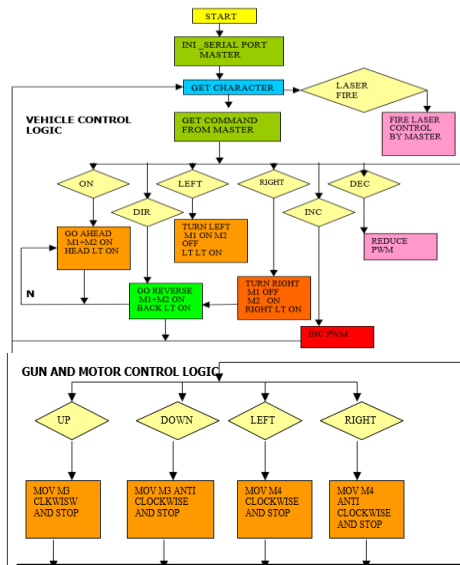 START
INI _SERIAL PORT
MASTER
GET CHARACTER
LASER
FIRE
VEHICLE CONTROL
LOGIC
GET COMMAND
FROM MASTER
FIRE LASER
CONTROL
BY MASTER
ON
LEFT
RIGHT
DEC
DIR
INC
GO AHEAD
M1+M2 ON
HEAD LT ON
TURN LEFT
M1 ON M2
OFF
LT LT ON
REDUCE
PWM
N
GO REVERSE
M1+M2 ON
BACK LT ON
TURN RIGHT
M1 OFF
M2 ON
RIGHT LT ON
INC PWM
GUN AND MOTOR CONTROL LOGIC
UP
DOWN
LEFT
RIGHT
MOV M3
CLKWISW
AND STOP
MOV M3 ANTI
CLOCKWISE
AND STOP
MOV M4
CLOCKWISE
AND STOP
MOV M4
ANTI
CLOCKWISE
AND STOP